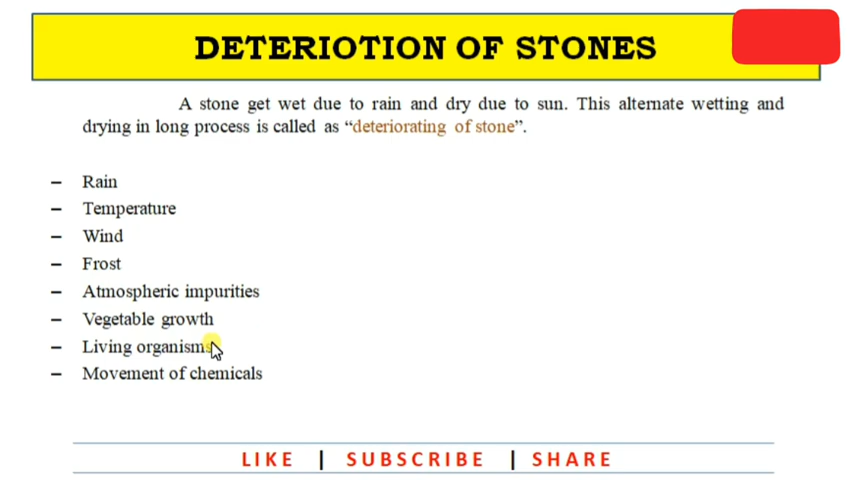 DETERIOTION OF STONES
A stone get wet due to rain and dry due to sun. This alternate wetting and
drying in long process is called as “deteriorating of stone”.
– Rain
– Temperature
– Wind
– Frost
– Atmospheric impurities
– Vegetable growth
– Living organisms
– Movement of chemicals
LIKE | SUBSCRIBE | SHARE